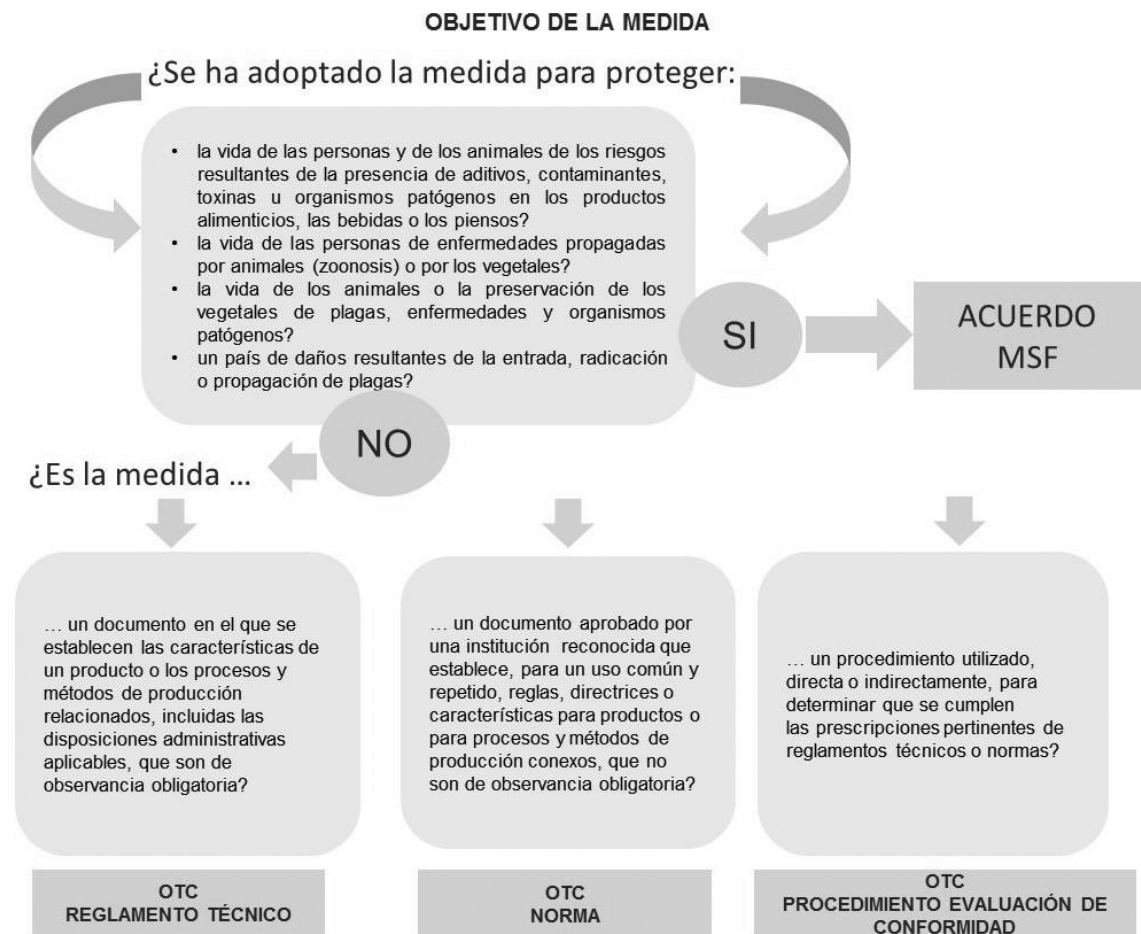 OBJETIVO DE LA MEDIDA
¿Se ha adoptado la medida para proteger:
• la vida de las personas y de los animales de los riesgos
resultantes de la presencia de aditivos, contaminantes,
toxinas u organismos patógenos en los productos
alimenticios, las bebidas o los piensos?
• la vida de las personas de enfermedades propagadas
por animales (zoonosis) o por los vegetales?
• la vida de los animales o la preservación de los
vegetales de plagas, enfermedades y organismos
patógenos?
• un país de daños resultantes de la entrada, radicación
o propagación de plagas?
SI
ACUERDO
MSF
NO
¿Es la medida ...
... un documento en el que se
establecen las características de
un producto o los procesos y
métodos de producción
relacionados, incluidas las
disposiciones administrativas
aplicables, que son de
observancia obligatoria?
... un documento aprobado por
una institución reconocida que
establece, para un uso común y
repetido, reglas, directrices o
características para productos o
para procesos y métodos de
producción conexos, que no
son de observancia obligatoria?
... un procedimiento utilizado,
directa o indirectamente, para
determinar que se cumplen
las prescripciones pertinentes de
reglamentos técnicos o normas?
OTC
REGLAMENTO TÉCNICO
OTC
NORMA
OTC
PROCEDIMIENTO EVALUACIÓN DE
CONFORMIDAD